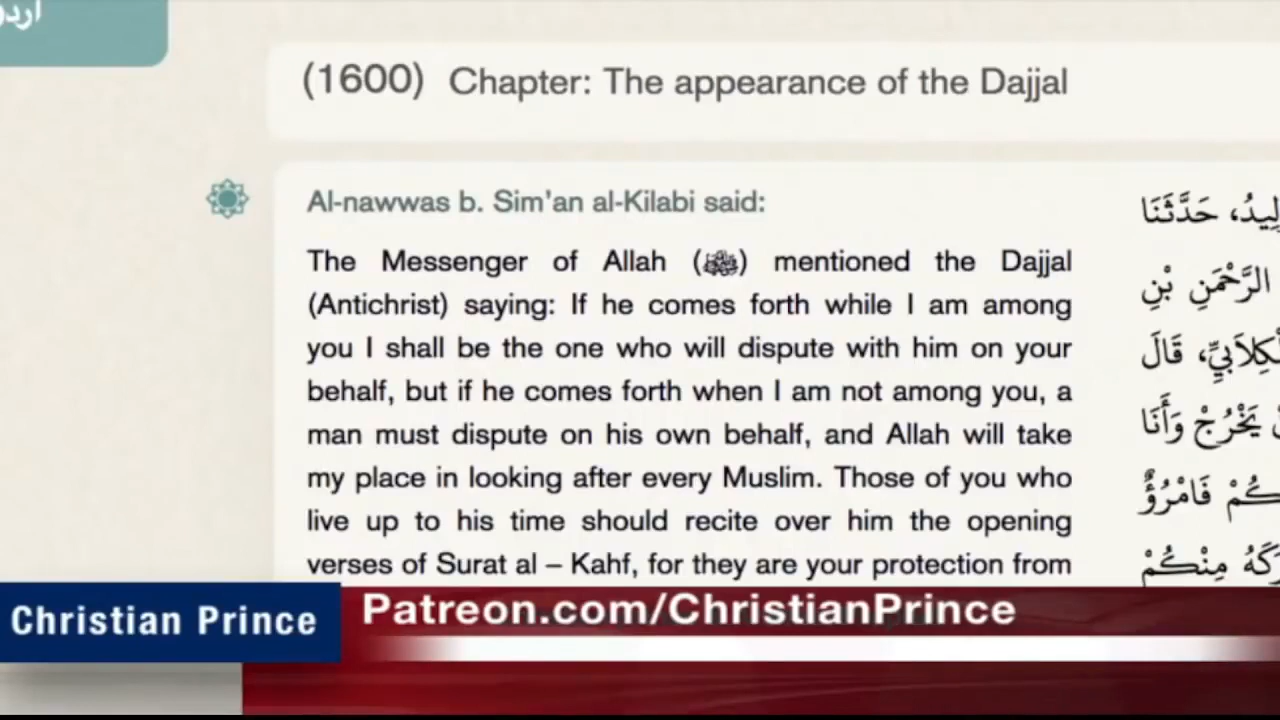 اردو
(1600) Chapter: The appearance of the Dajjal
Al-nawwas b. Sim'an al-Kilabi said:
The Messenger of Allah (ﷺ) mentioned the Dajjal
(Antichrist) saying: If he comes forth while I am among
you I shall be the one who will dispute with him on your
behalf, but if he comes forth when I am not among you, a
man must dispute on his own behalf, and Allah will take
my place in looking after every Muslim. Those of you who
live up to his time should recite over him the opening
verses of Surat al – Kahf, for they are your protection from
حَدَّثَنَا
الرَّحْمَنِ بْنِ
قَالَ
يَخْرُجْ وَأَنَا
فَامْرُؤٌ
مِنْكُمْ
Christian Prince
Patreon.com/ChristianPrince